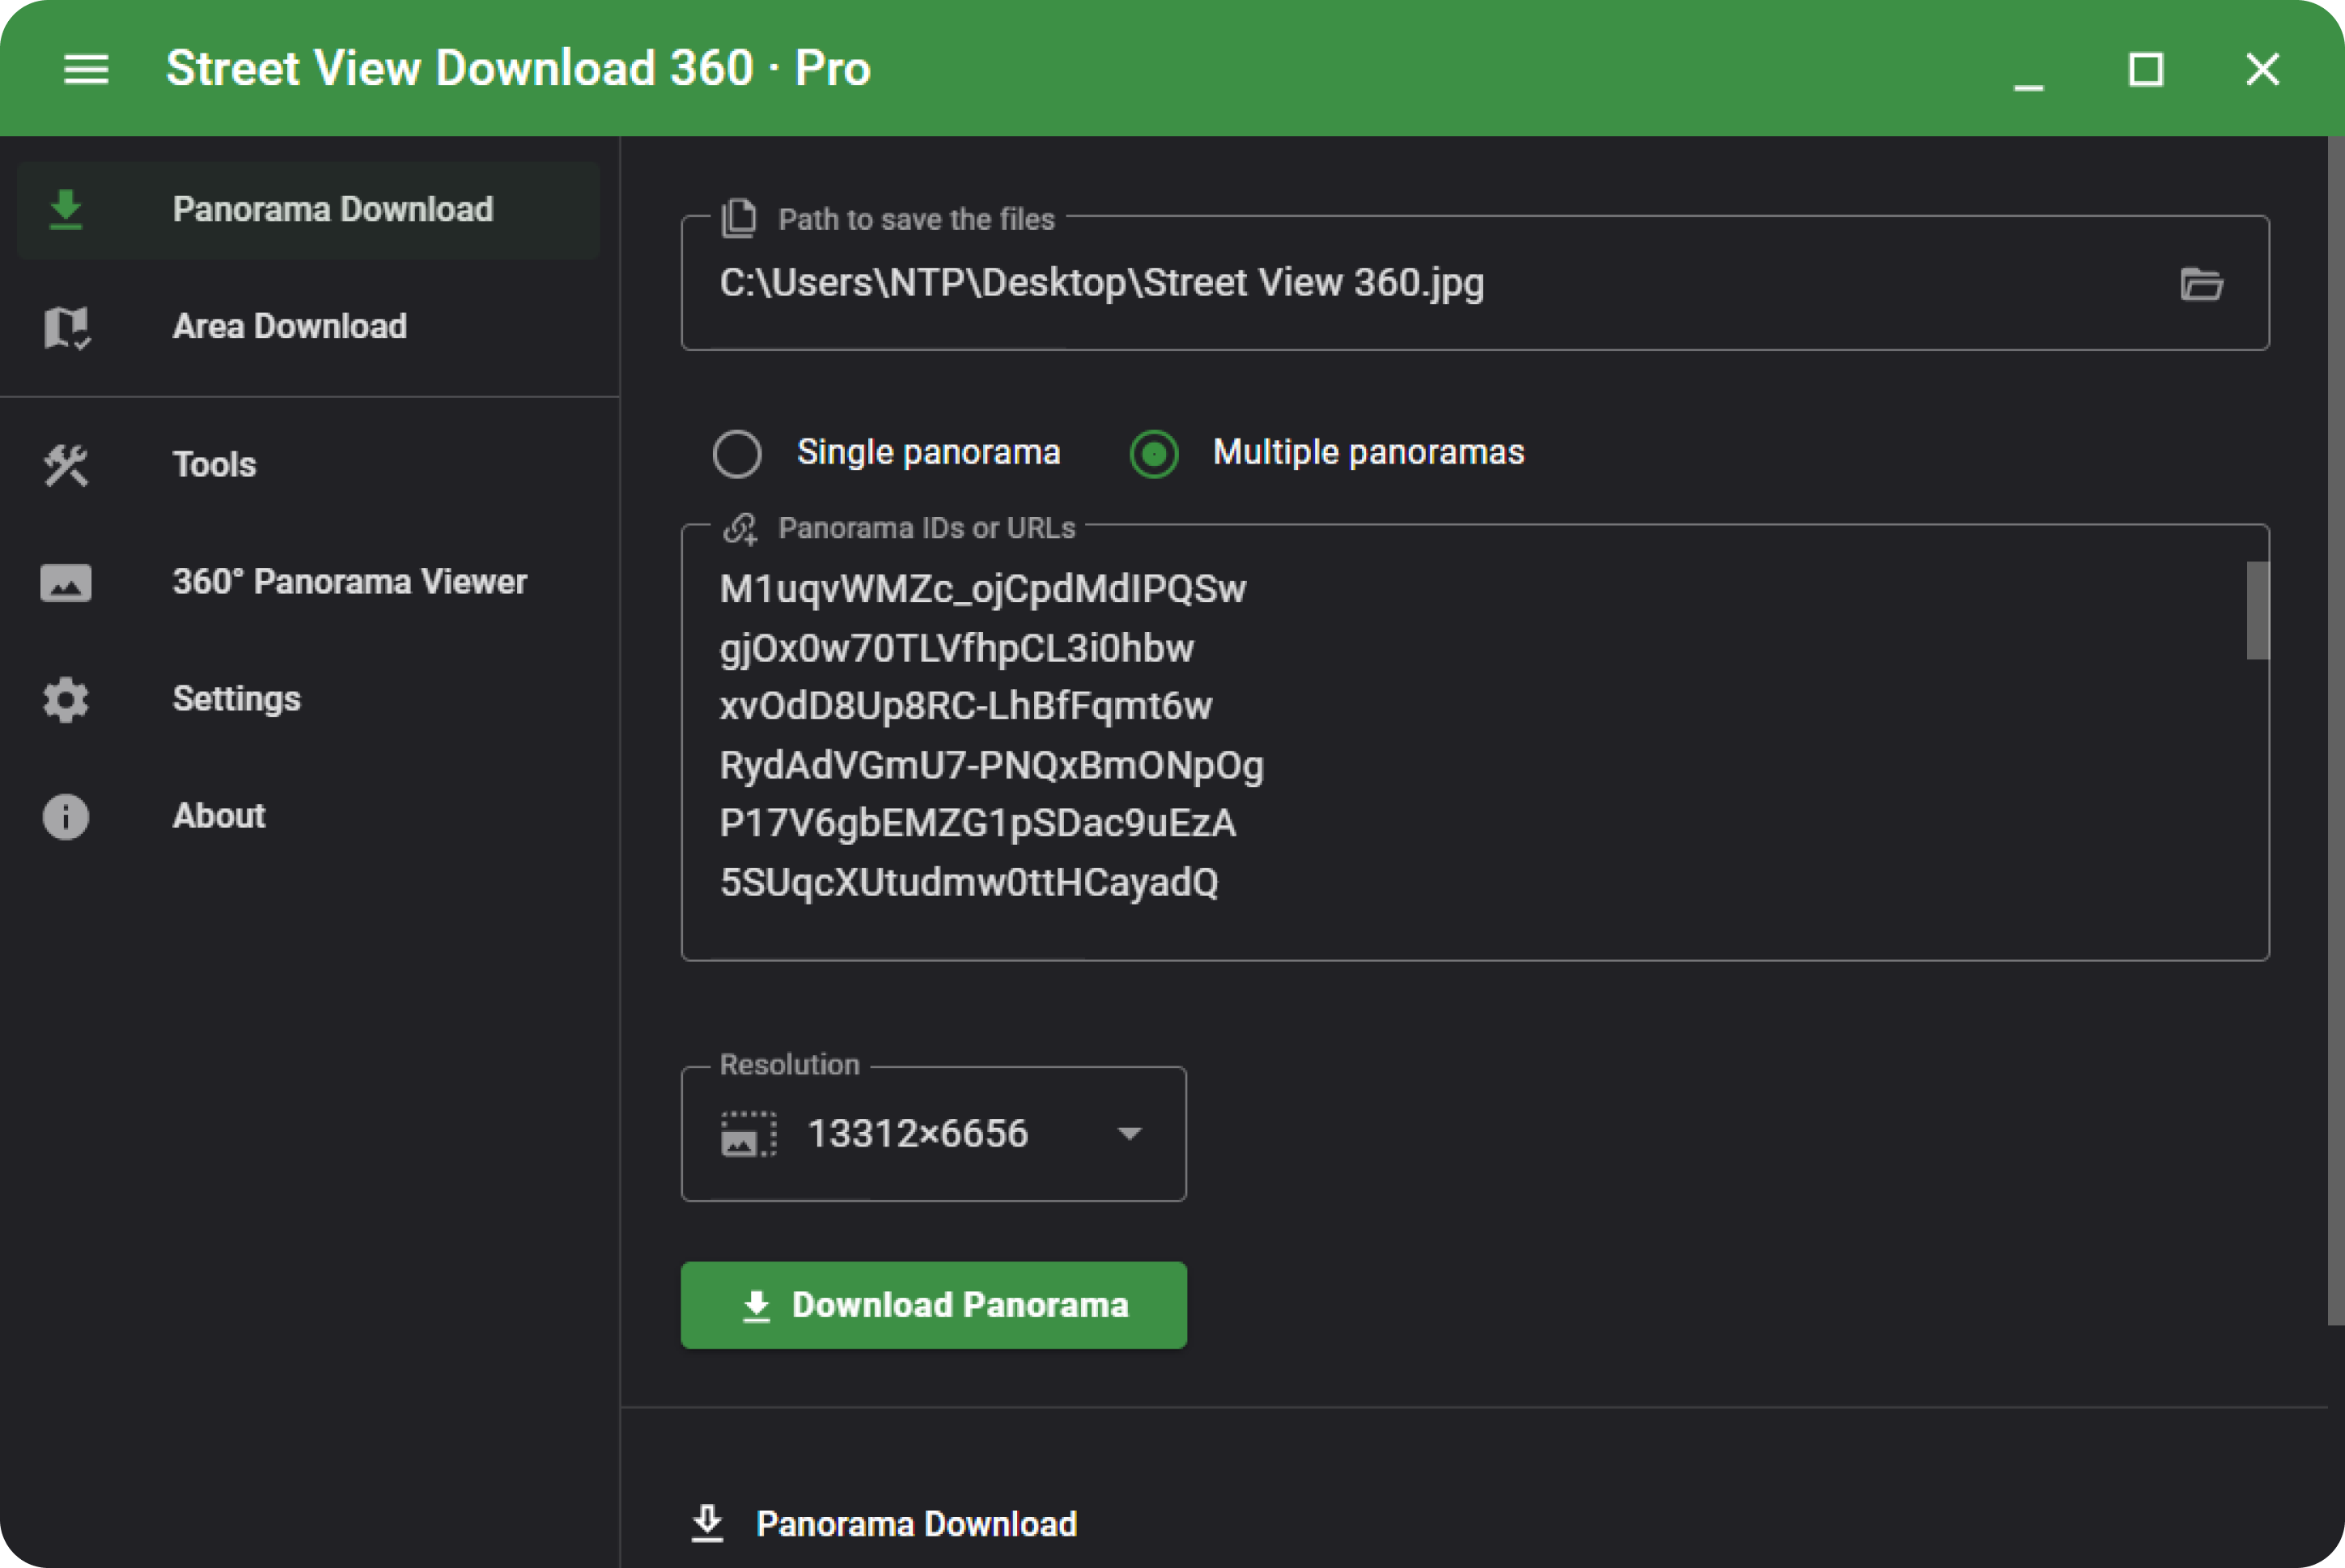 Street View Download 360 · Pro
Panorama Download
Area Download
Tools
360° Panorama Viewer
Settings
About
Path to save the files
C:\Users\NTP\Desktop\Street View 360.jpg
Single panorama
Multiple panoramas
Panorama IDs or URLs
M1uqvWMZc_ojCpdMdIPQSw
gjOx0w70TLVfhpCL3i0hbw
xvOdD8Up8RC-LhBfFqmt6w
RydAdVGmU7-PNQxBmONpOg
P17V6gbEMZG1pSDac9uEzA
5SUqcXUtudmw0ttHCayadQ
Resolution
13312×6656
Download Panorama
Panorama Download